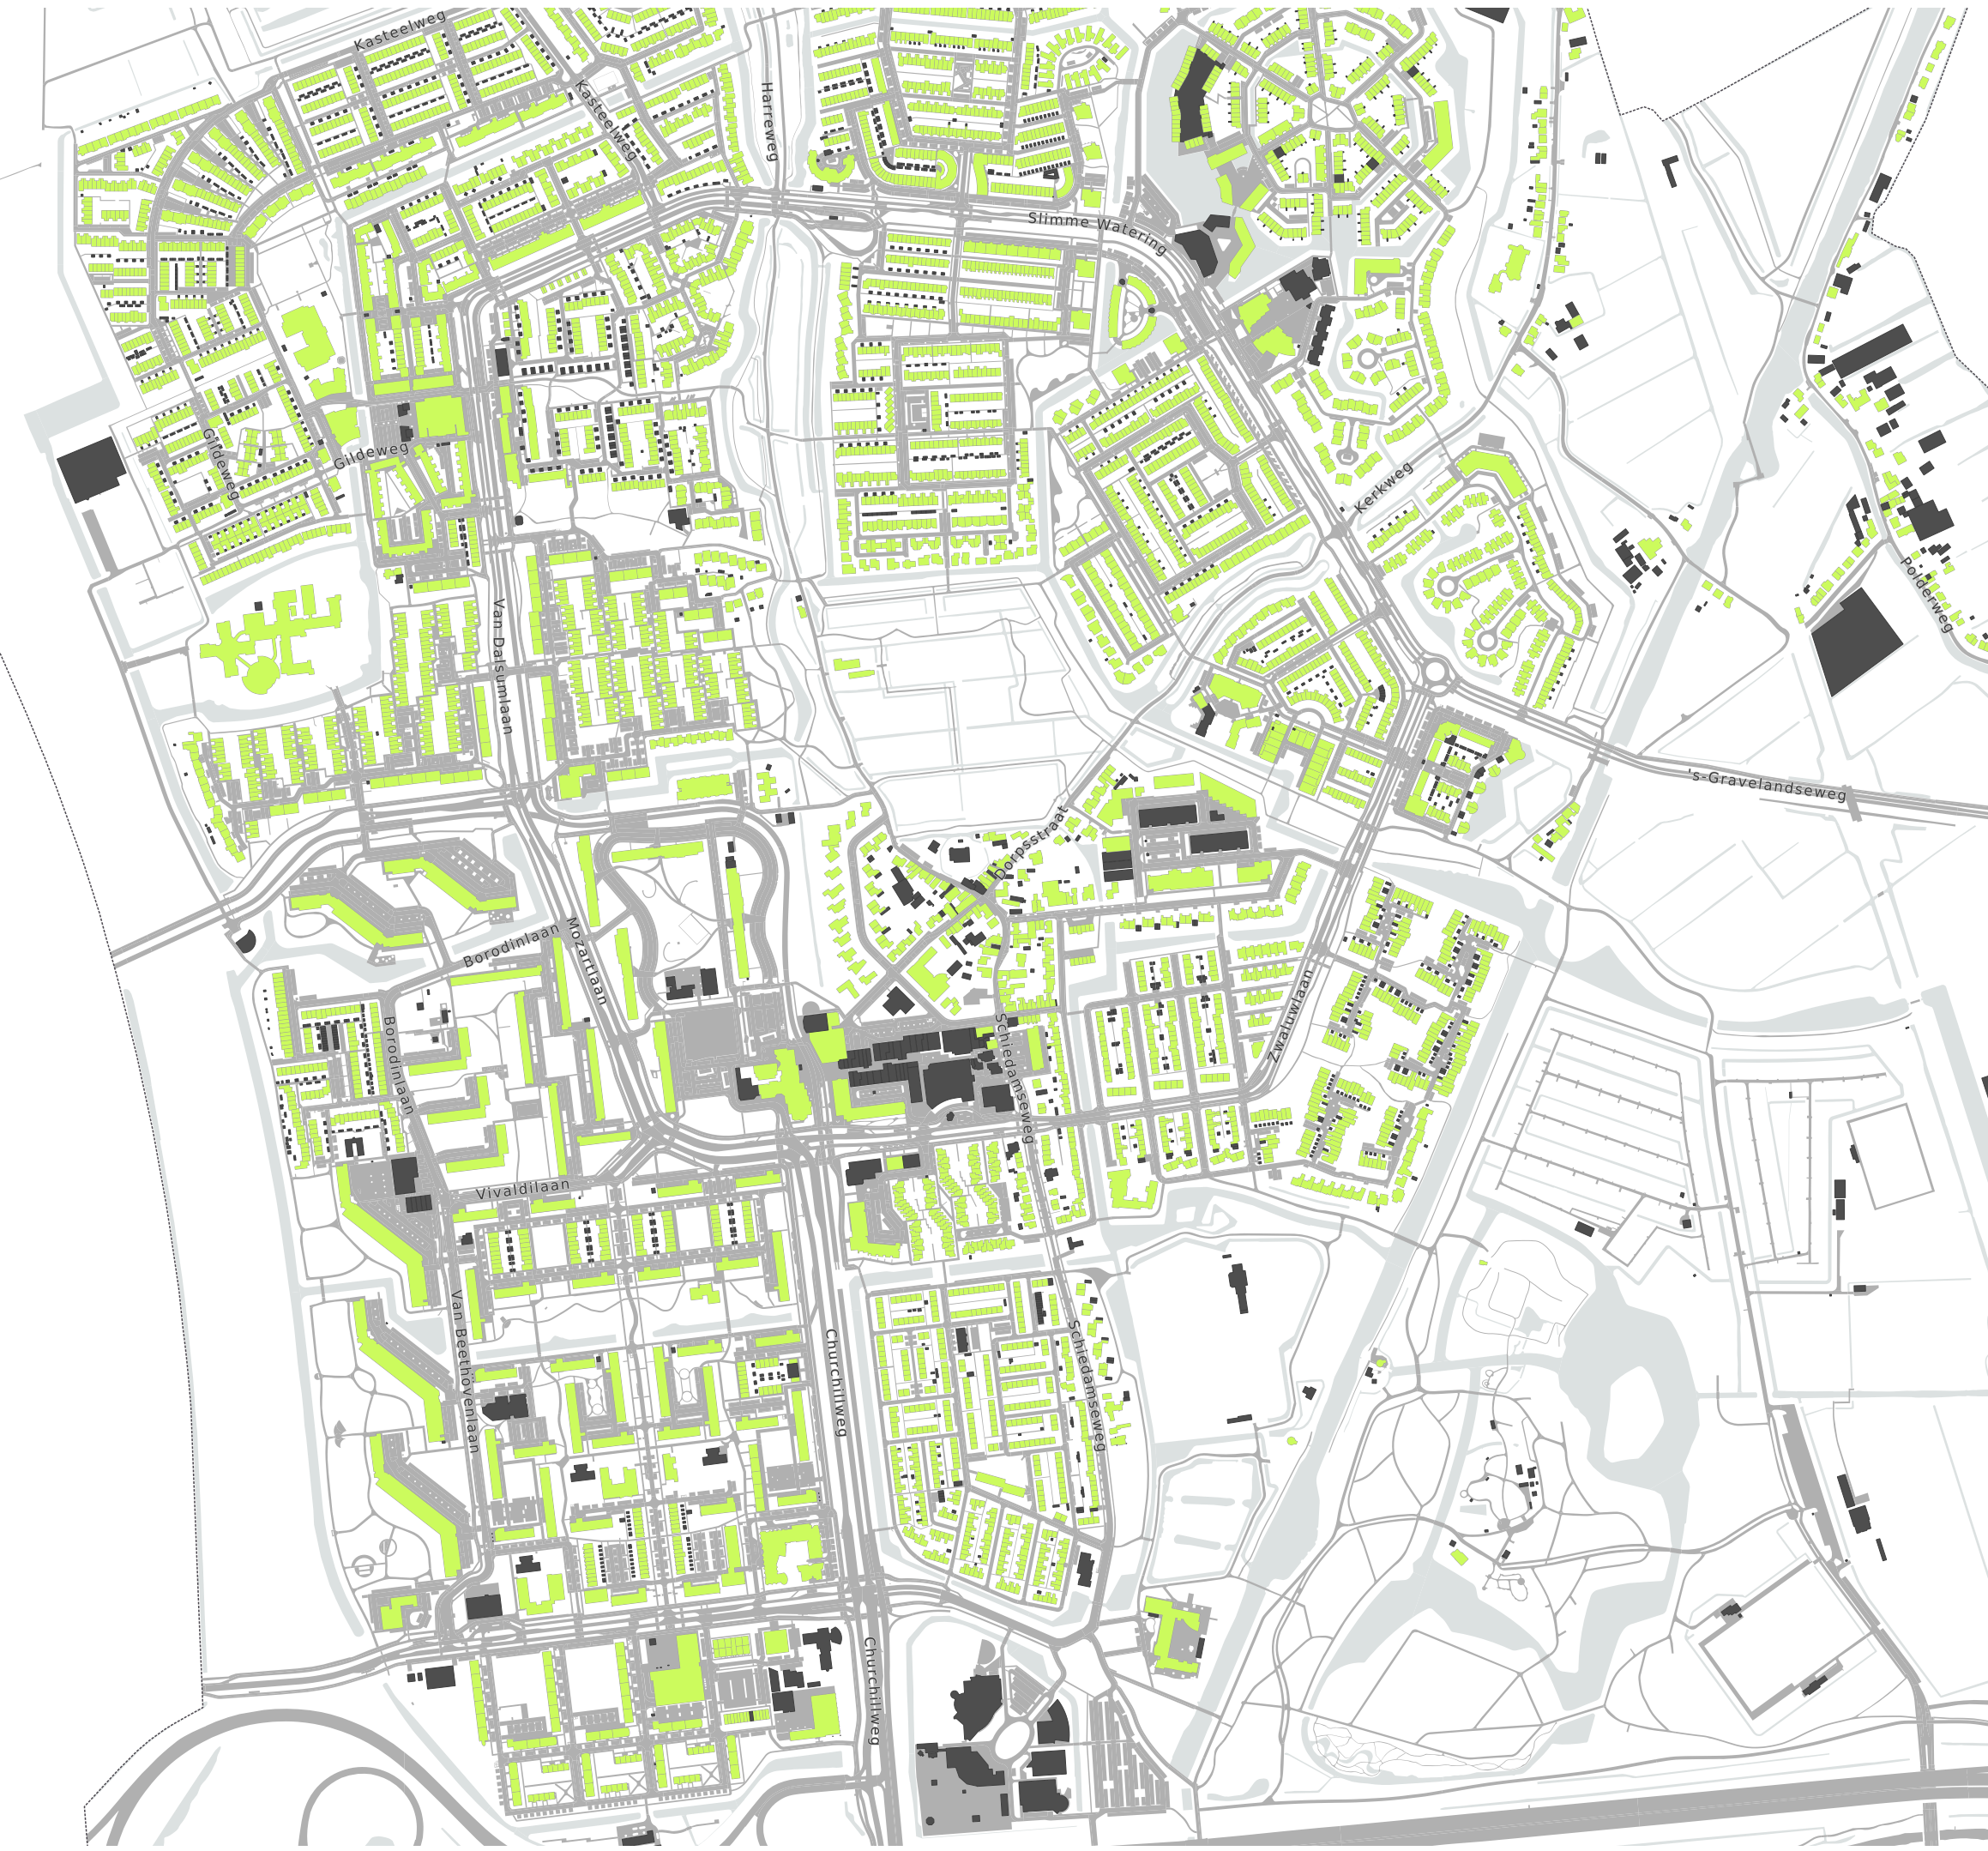 Kasteelweg
Kasteelweg
Harreweg
Slimme Watering
Gildeweg
Gildeweg
Kerkweg
Polderweg
Van Dalsumlaan
's-Gravelandseweg
Dorpsstraat
Borodinlaan
Mozartlaan
Borodinlaan
Schiedamseweg
Zwaluwlaan
Vivaldilaan
Van Beethovenlaan
Churchillweg
Schiedamseweg
Churchillweg